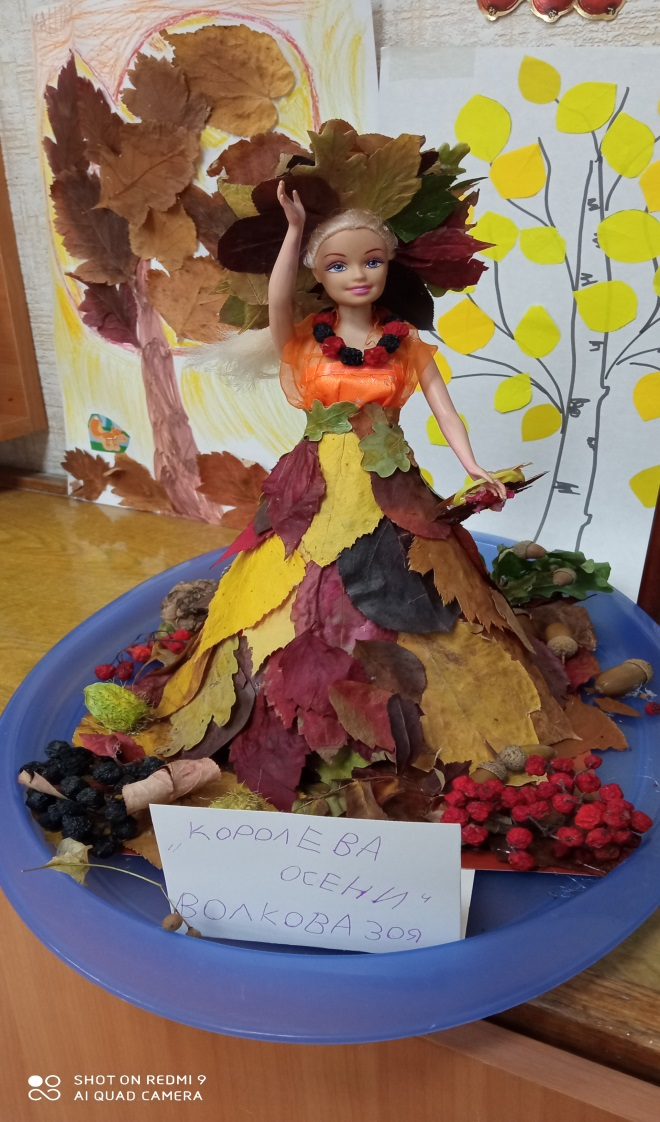 „КОРОЛЕВА
ОСЕНИ"
ВОЛКОВА ЗОЯ
SHOT ON REDMI 9
AI QUAD CAMERA